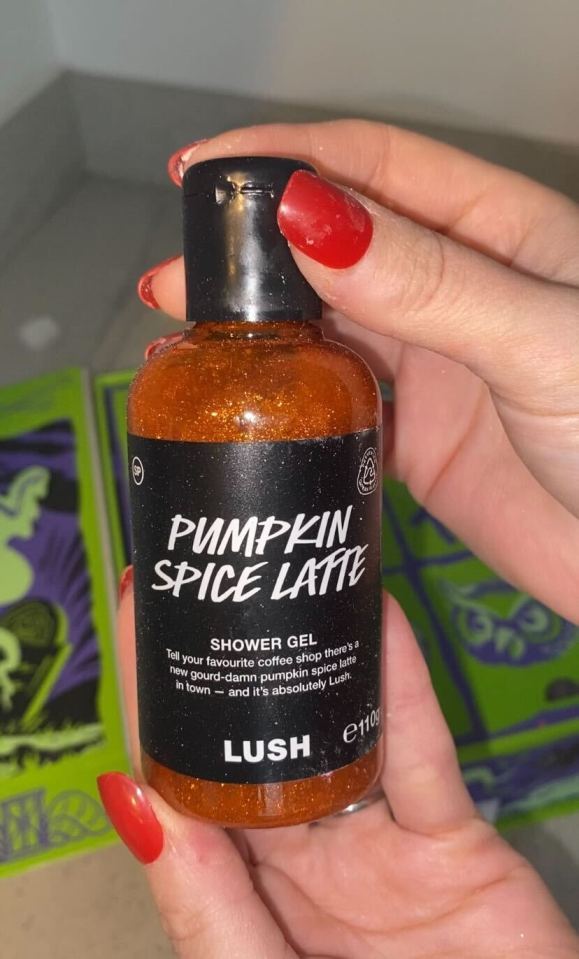 SP
PUMPKIN
SPICE LATTE
SHOWER GEL
Tell your favourite coffee shop there's a
new gourd-damn pumpkin spice latte
in town — and it's absolutely Lush.
LUSH
℮110g